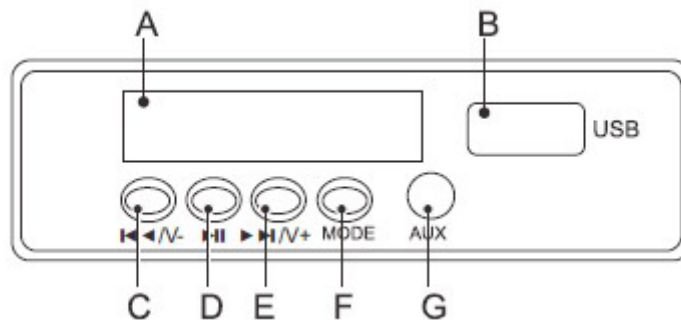 A B
USB
I◄◄/V- ►II ►►I/V+ MODE AUX
C D E F G